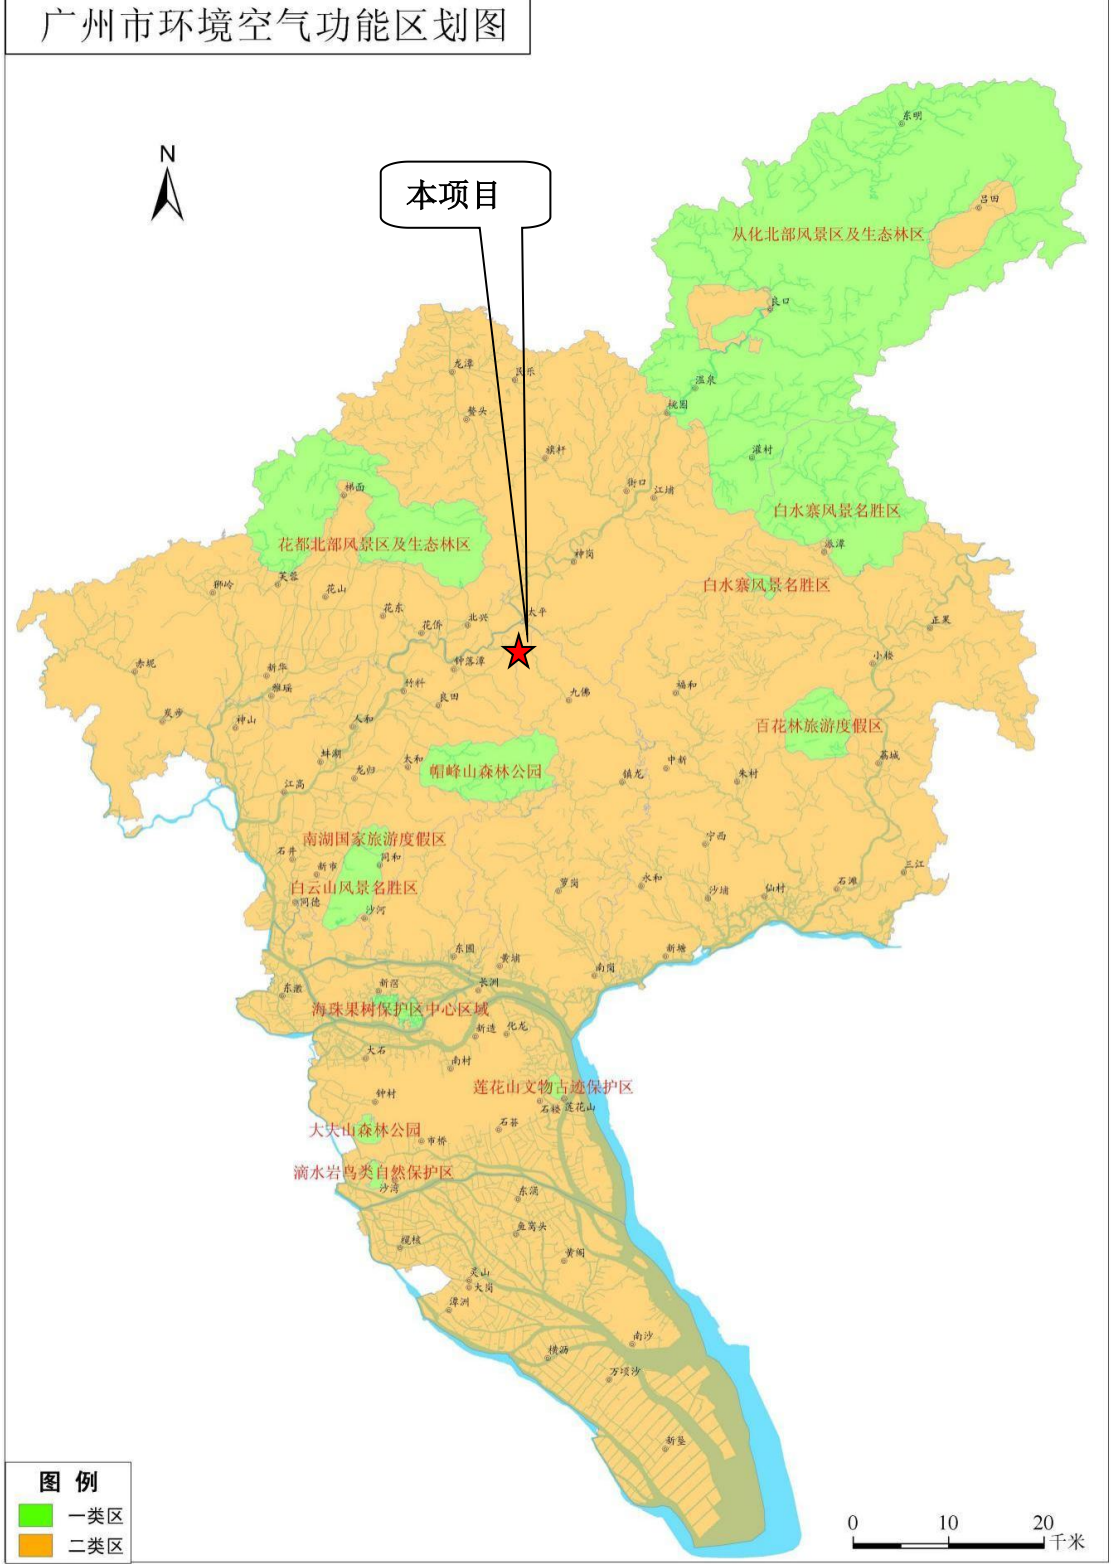 广州市环境空气功能区划图
N
本项目
东明
吕田
从化北部风景区及生态林区
良口
龙潭
民乐
温泉
鳌头
桃园
旗杆
灌村
街口
江埔
梯面
白水寨风景名胜区
派潭
花都北部风景区及生态林区
神岗
芙蓉
狮岭
花山
白水寨风景名胜区
花东
太平
北兴
花侨
正果
小楼
赤坭
新华
钟落潭
雅瑶
竹料
良田
九佛
福和
炭步
神山
人和
百花林旅游度假区
蚌湖
太和
龙归
帽峰山森林公园
镇龙
中新
朱村
荔城
江高
南湖国家旅游度假区
宁西
石井
同和
新市
白云山风景名胜区
萝岗
永和
沙埔
仙村
石滩
三江
同德
沙河
东圃
黄埔
新塘
南岗
东漖
新滘
长洲
海珠果树保护区中心区域
新造
化龙
大石
南村
莲花山文物古迹保护区
钟村
石楼
莲花山
石碁
大夫山森林公园
市桥
滴水岩鸟类自然保护区
沙湾
东涌
鱼窝头
榄核
黄阁
灵山
大岗
潭洲
南沙
横沥
万顷沙
新垦
图 例
一类区
二类区
0 10 20
千米